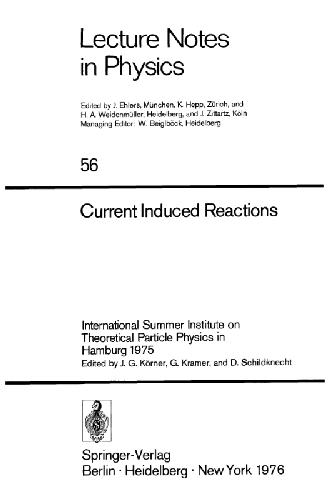 Lecture Notes
in Physics
Edited by J. Ehlers, München, K. Hepp, Zürich, and
H. A. Weidenmüller, Heidelberg, and J. Zittartz, Köln
Managing Editor: W. Beiglböck, Heidelberg
56
Current Induced Reactions
International Summer Institute on
Theoretical Particle Physics in
Hamburg 1975
Edited by J. G. Körner, G. Kramer, and D. Schildknecht
Springer-Verlag
Berlin · Heidelberg · New York 1976